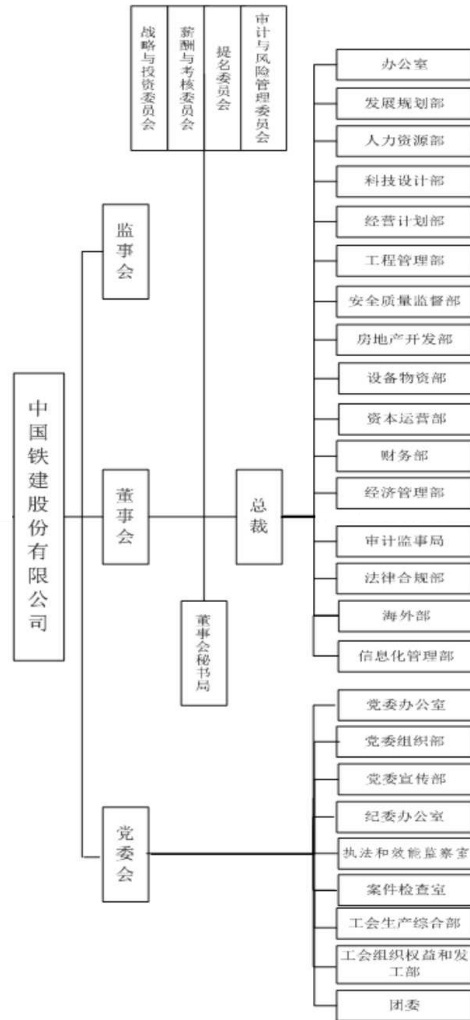 战略与投资委员会
薪酬与考核委员会
提名委员会
审计与风险管理委员会
监事会
中国铁建股份有限公司
董事会
总裁
董事会秘书局
党委会
办公室
发展规划部
人力资源部
科技设计部
经营计划部
工程管理部
安全质量监督部
房地产开发部
设备物资部
资本运营部
财务部
经济管理部
审计监事局
法律合规部
海外部
信息化管理部
党委办公室
党委组织部
党委宣传部
纪委办公室
执法和效能监察室
案件检查室
工会生产综合部
工会组织权益和发
工部
团委